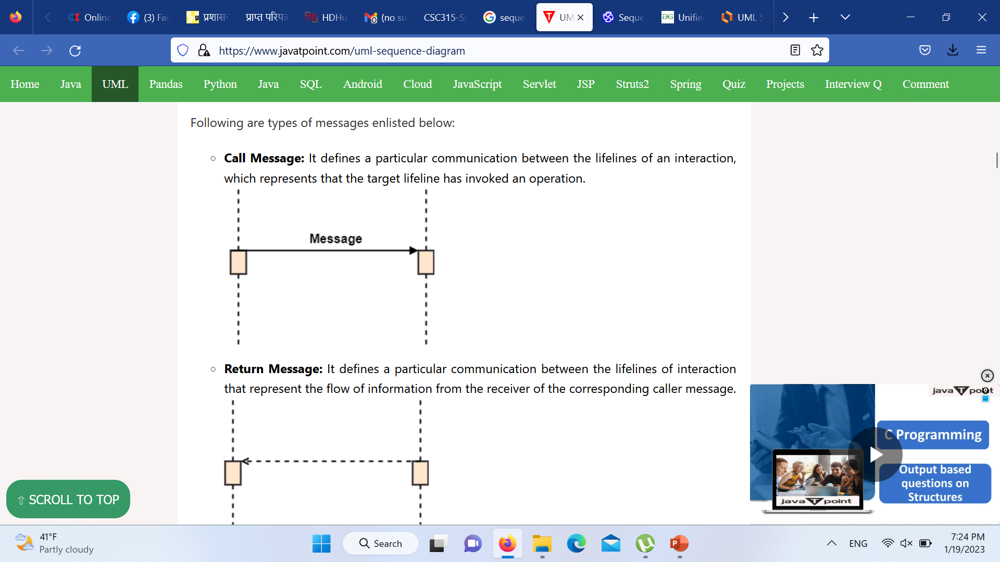 Online
(3) Fac
प्रशासन
प्राप्त परिपत्र
HD HDHu
0 (no su
CSC315-Sy
seque
UM
Seque
Unified
UML S
https://www.javatpoint.com/uml-sequence-diagram
Home Java UML Pandas Python Java SQL Android Cloud JavaScript Servlet JSP Struts2 Spring Quiz Projects Interview Q Comment
Following are types of messages enlisted below:
Call Message: It defines a particular communication between the lifelines of an interaction,
which represents that the target lifeline has invoked an operation.
Message
Return Message: It defines a particular communication between the lifelines of interaction
that represent the flow of information from the receiver of the corresponding caller message.
java T point
C Programming
Output based
questions on
Structures
java T point
⇧ SCROLL TO TOP
41°F
Partly cloudy
Search
P
ENG
7:24 PM
1/19/2023